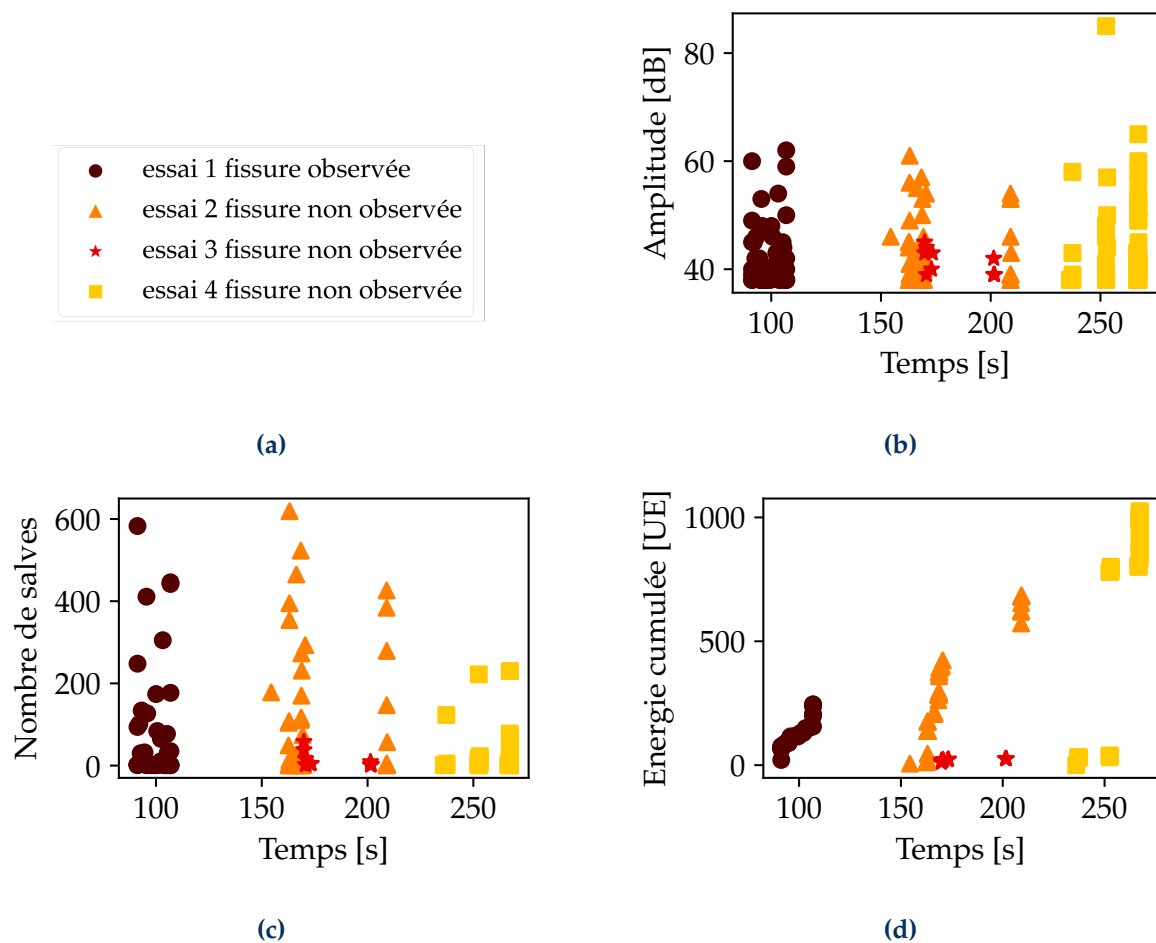 essai 1 fissure observée
essai 2 fissure non observée
essai 3 fissure non observée
essai 4 fissure non observée
(a)
80
60
40
Amplitude [dB]
100
150
200
250
Temps [s]
(b)
600
400
200
0
Nombre de salves
100
150
200
250
Temps [s]
(c)
1000
500
0
Energie cumulée [UE]
100
150
200
250
Temps [s]
(d)